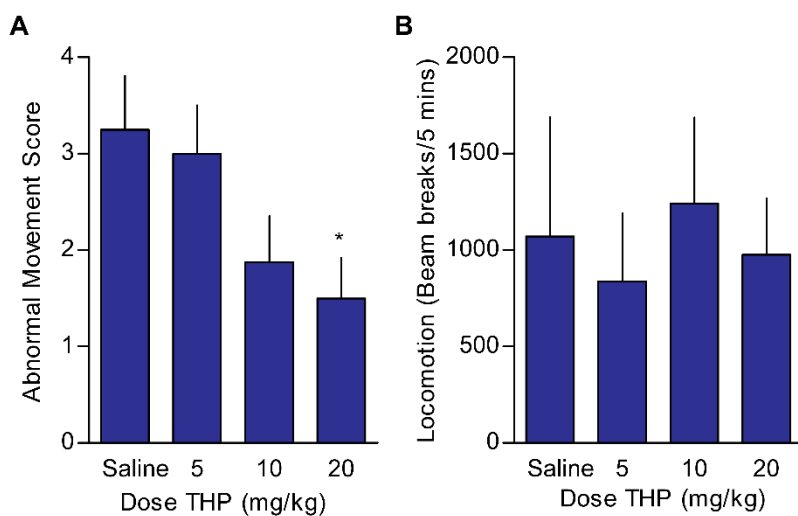 A
Abnormal Movement Score
4
3
2
1
0
*
Saline 5 10 20
Dose THP (mg/kg)
B
Locomotion (Beam breaks/5 mins)
2000
1500
1000
500
0
Saline 5 10 20
Dose THP (mg/kg)